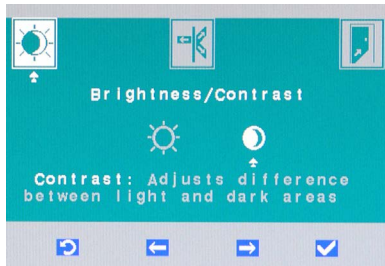 Brightness/Contrast
Contrast: Adjusts difference
between light and dark areas